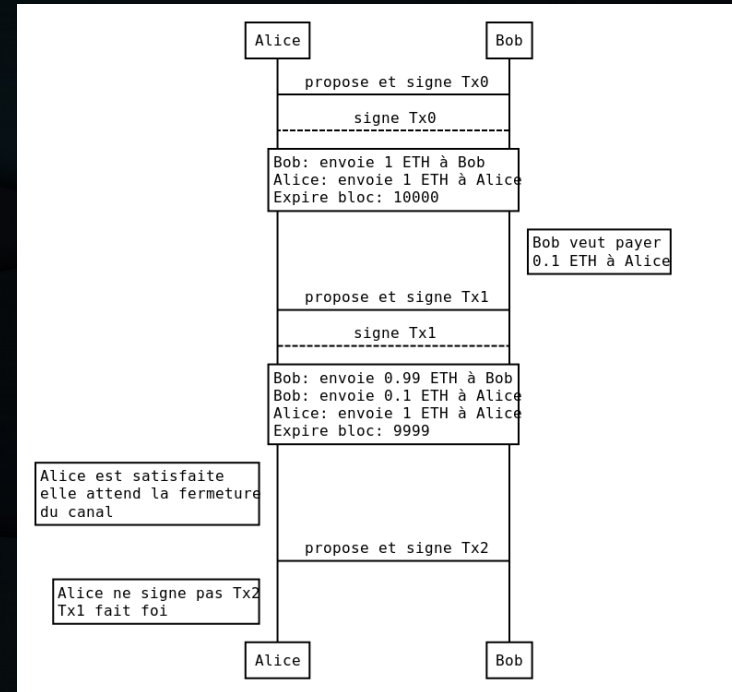 Alice
Bob
propose et signe Tx0
signe Tx0
Bob: envoie 1 ETH à Bob
Alice: envoie 1 ETH à Alice
Expire bloc: 10000
Bob veut payer
0.1 ETH à Alice
propose et signe Tx1
signe Tx1
Bob: envoie 0.99 ETH à Bob
Bob: envoie 0.1 ETH à Alice
Alice: envoie 1 ETH à Alice
Expire bloc: 9999
Alice est satisfaite
elle attend la fermeture
du canal
propose et signe Tx2
Alice ne signe pas Tx2
Tx1 fait foi
Alice
Bob